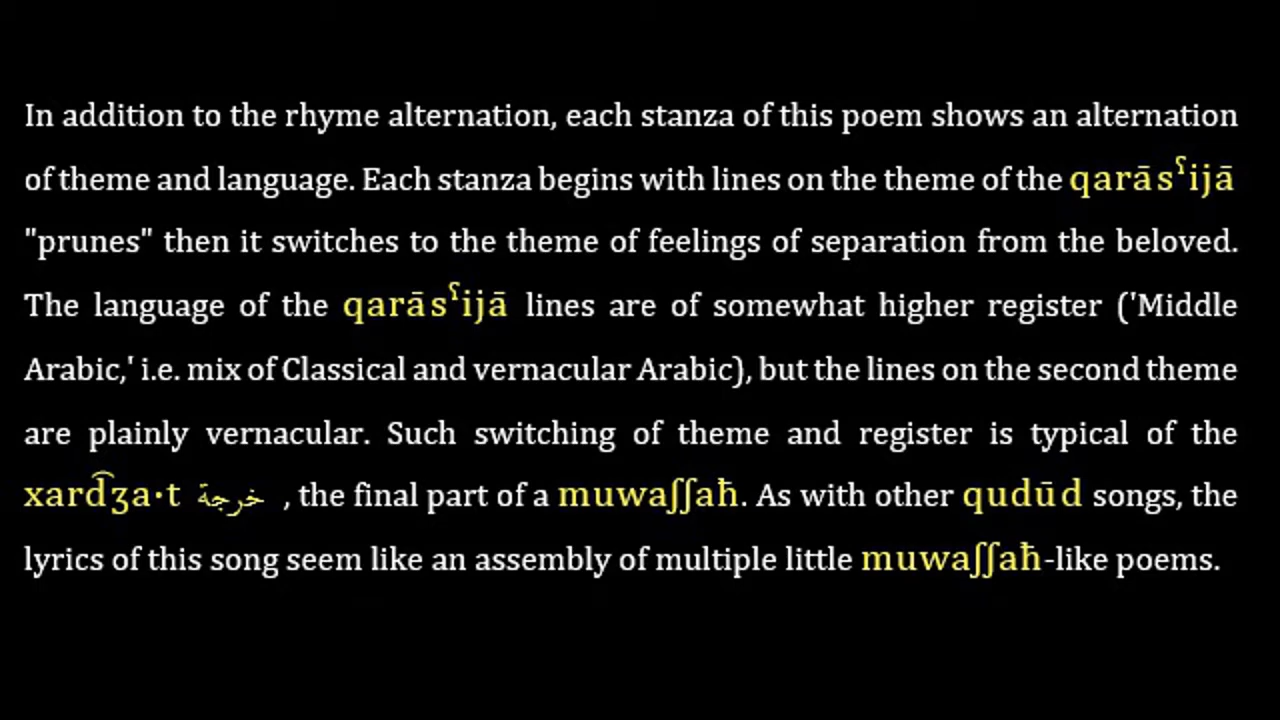 In addition to the rhyme alternation, each stanza of this poem shows an alternation
of theme and language. Each stanza begins with lines on the theme of the qarāsˤijā
"prunes" then it switches to the theme of feelings of separation from the beloved.
The language of the qarāsˤijā lines are of somewhat higher register ('Middle
Arabic,' i.e. mix of Classical and vernacular Arabic), but the lines on the second theme
are plainly vernacular. Such switching of theme and register is typical of the
xard͡ʒa·t خرجة , the final part of a muwaʃʃaħ. As with other qudūd songs, the
lyrics of this song seem like an assembly of multiple little muwaʃʃaħ-like poems.